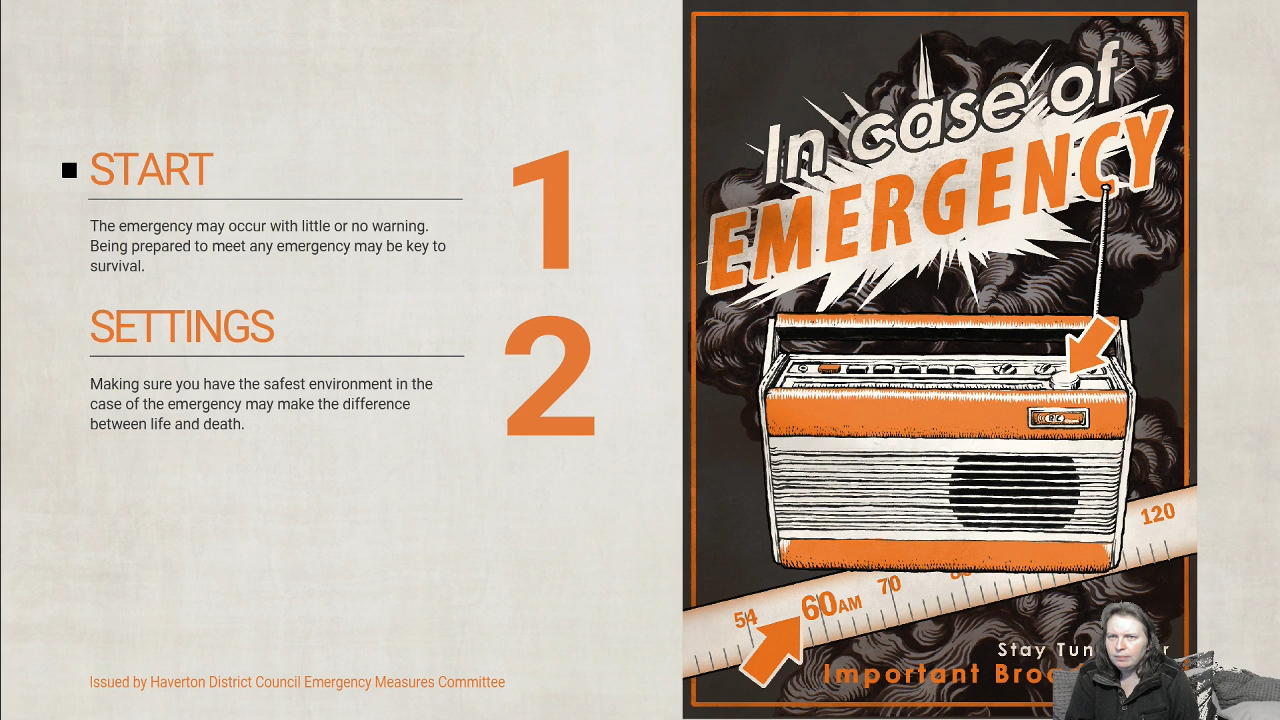 START
1
The emergency may occur with little or no warning.
Being prepared to meet any emergency may be key to
survival.
SETTINGS
2
Making sure you have the safest environment in the
case of the emergency may make the difference
between life and death.
Issued by Haverton District Council Emergency Measures Committee
In case of
EMERGENCY
120
54 60AM 70
Stay
Important